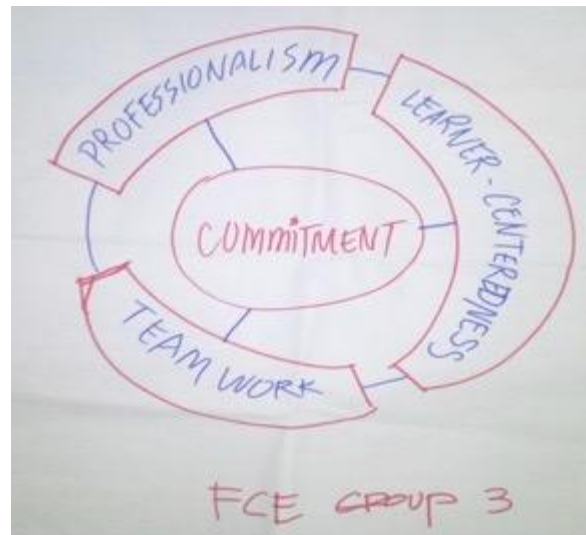 PROFESSIONALISM
LEARNER-CENTEREDNESS
COMMiTMENT
TEAM WORK
FCE GROUP 3